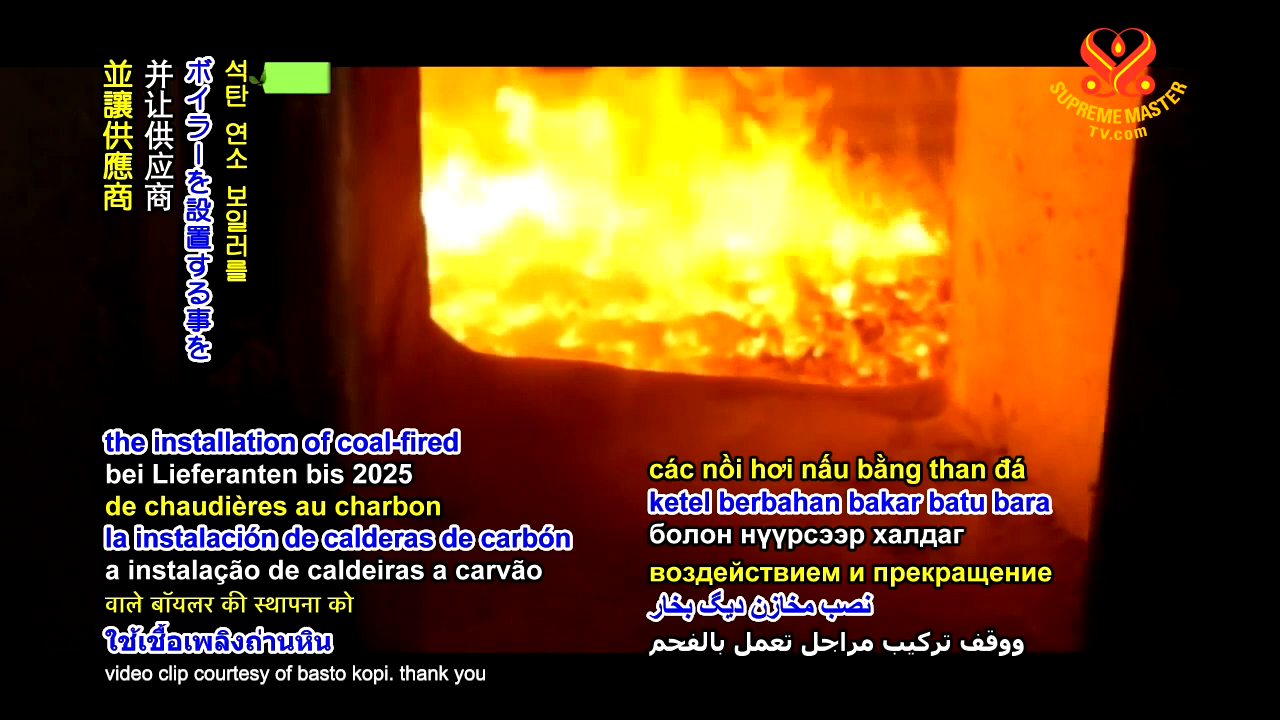 並讓供應商
并让供应商
ボイラーを設置する事を
석탄 연소 보일러를
SUPREME MASTER
TV.com
the installation of coal-fired
bei Lieferanten bis 2025
de chaudières au charbon
la instalación de calderas de carbón
a instalação de caldeiras a carvão
वाले बॉयलर की स्थापना को
ใช้เชื้อเพลิงถ่านหิน
video clip courtesy of basto kopi. thank you
các nồi hơi nấu bằng than đá
ketel berbahan bakar batu bara
болон нүүрсээр халдаг
воздействием и прекращение
نصب مخازن دیگ بخار
ووقف تركيب مراجل تعمل بالفحم